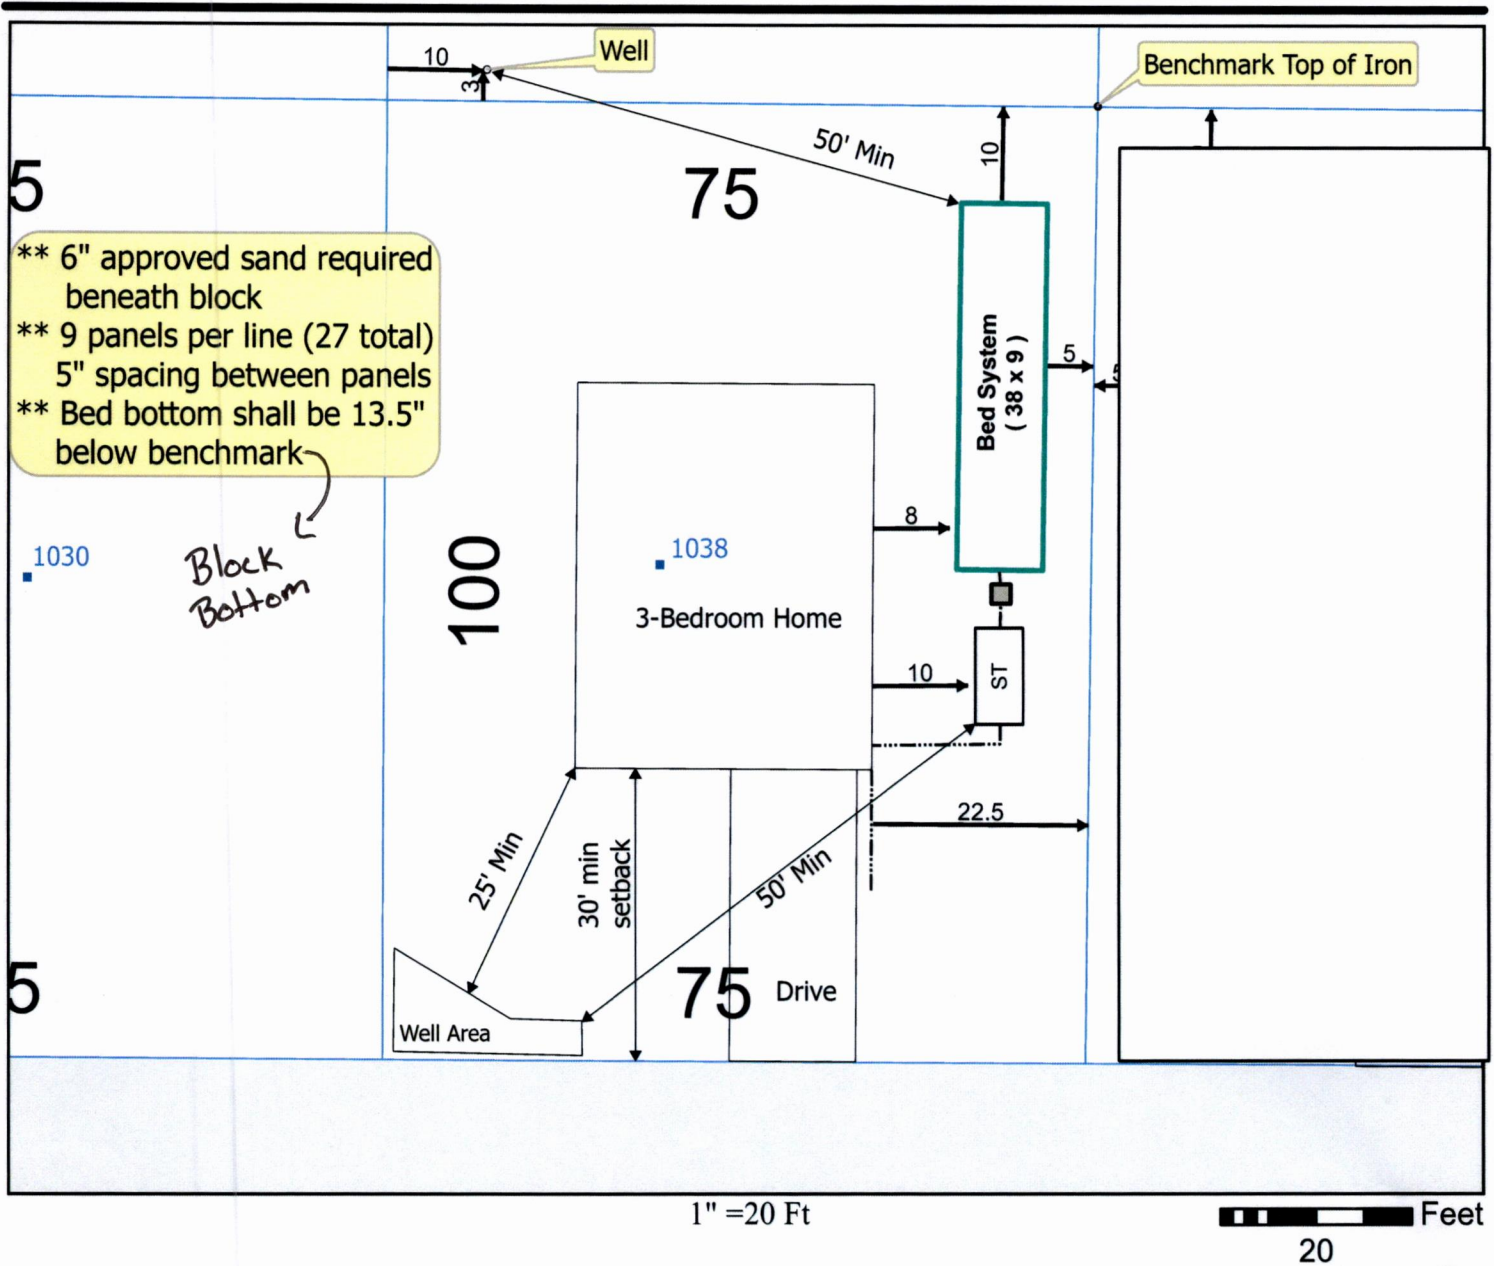 10
Well
3
Benchmark Top of Iron
50' Min
10
75
5
** 6" approved sand required
beneath block
** 9 panels per line (27 total)
5" spacing between panels
** Bed bottom shall be 13.5"
below benchmark
Block
Bottom
Bed System
( 38 x 9 )
5
8
1030
100
1038
3-Bedroom Home
10
ST
22.5
25' Min
30' min
setback
50' Min
5
75
Drive
Well Area
1" =20 Ft
Feet
20